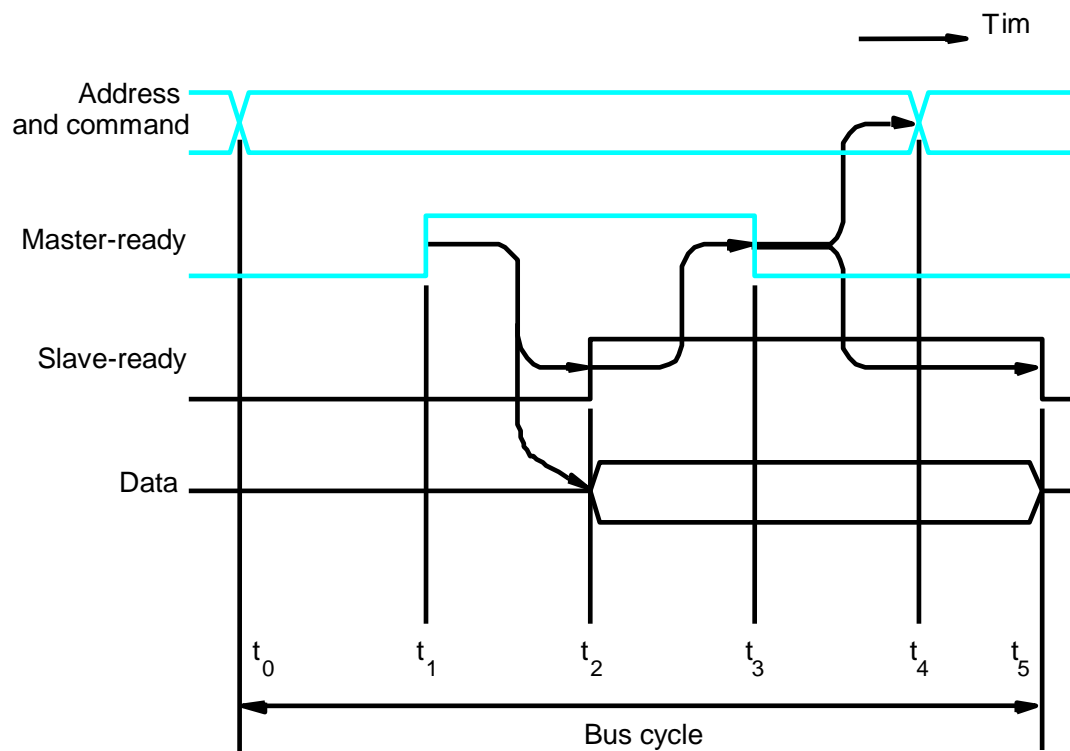 Tim
Address
and command
Master-ready
Slave-ready
Data
t0 t1 t2 t3 t4 t5
Bus cycle